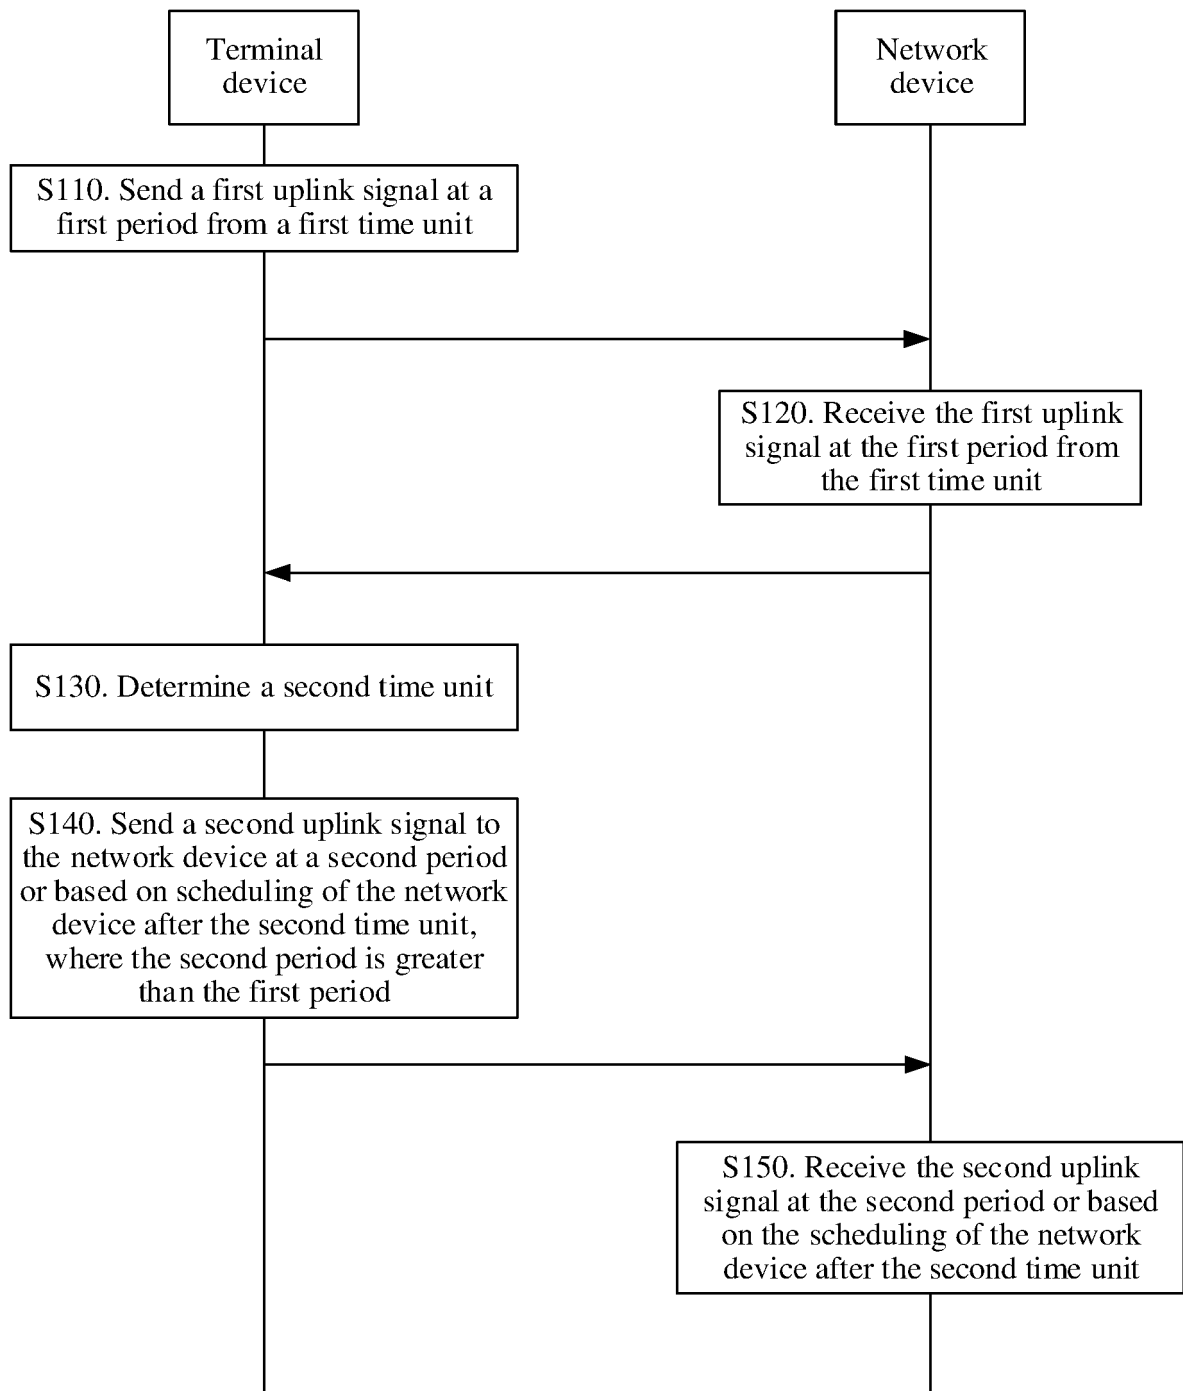 Terminal
device
Network
device
S110. Send a first uplink signal at a
first period from a first time unit
S120. Receive the first uplink
signal at the first period from
the first time unit
S130. Determine a second time unit
S140. Send a second uplink signal to
the network device at a second period
or based on scheduling of the network
device after the second time unit,
where the second period is greater
than the first period
S150. Receive the second uplink
signal at the second period or based
on the scheduling of the network
device after the second time unit